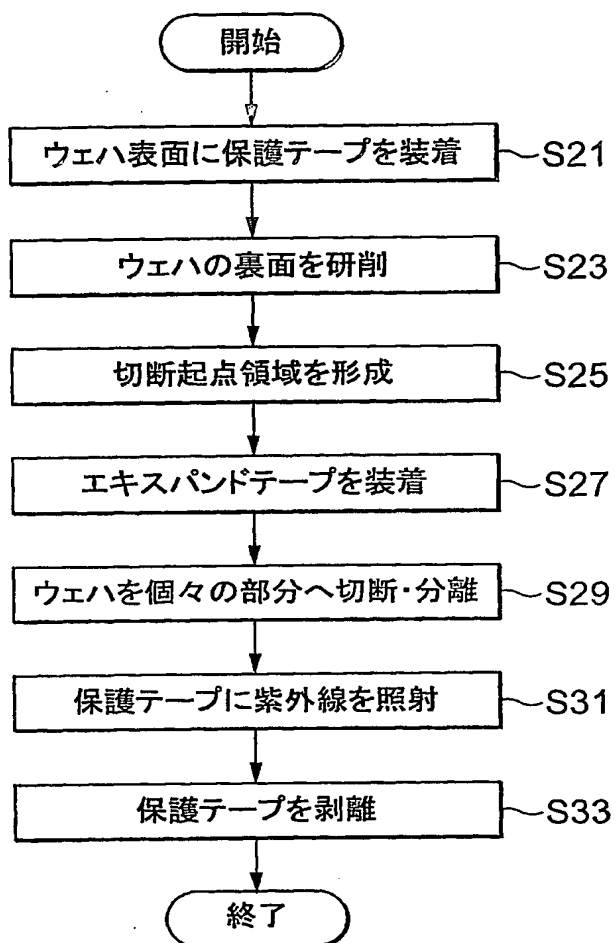 開始
ウェハ表面に保護テープを装着 S21
ウェハの裏面を研削 S23
切断起点領域を形成 S25
エキスパンドテープを装着 S27
ウェハを個々の部分へ切断・分離 S29
保護テープに紫外線を照射 S31
保護テープを剥離 S33
終了